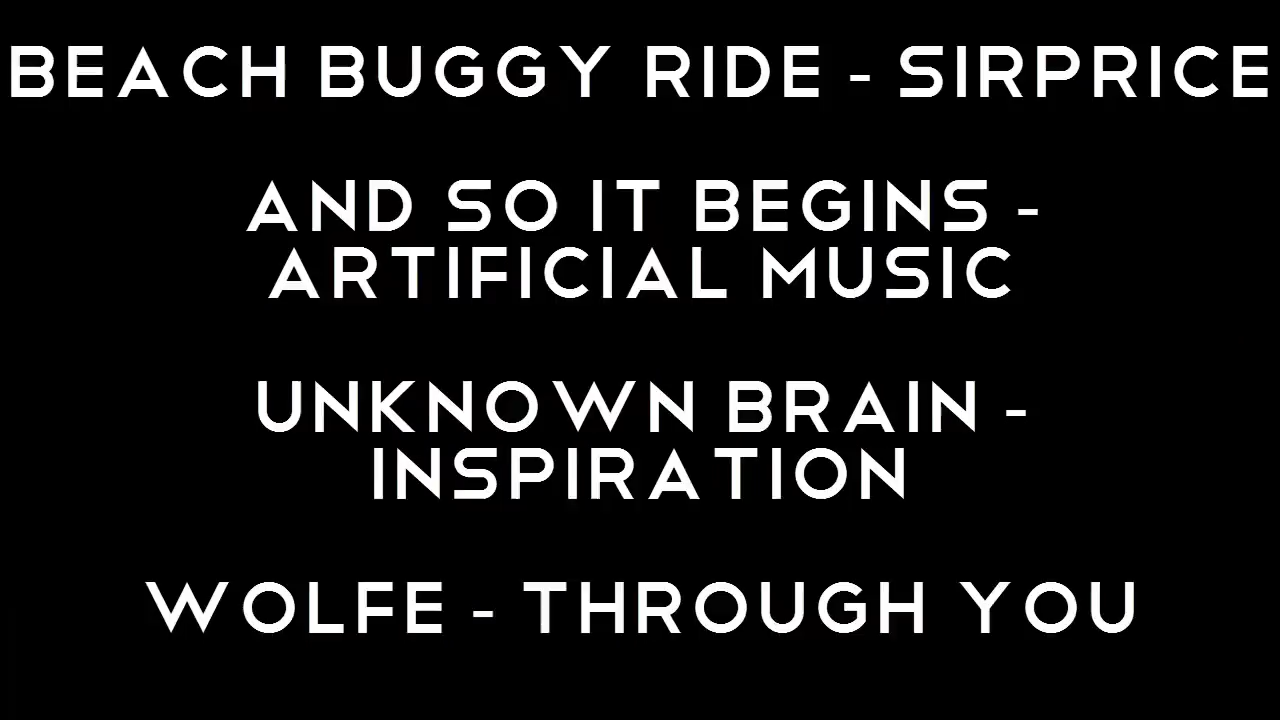 BEACH BUGGY RIDE - SIRPRICE
AND SO IT BEGINS -
ARTIFICIAL MUSIC
UNKNOWN BRAIN -
INSPIRATION
WOLFE - THROUGH YOU